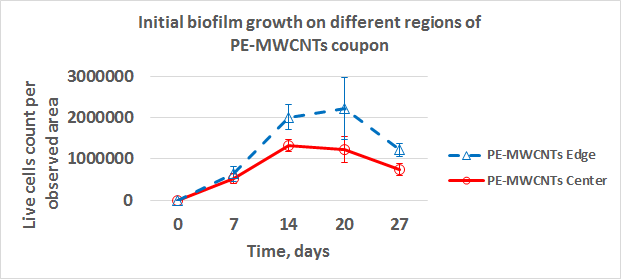 Initial biofilm growth on different regions of
PE-MWCNTs coupon
Live cells count per
observed area
3000000
2000000
1000000
0
0 7 14 20 27
Time, days
PE-MWCNTs Edge
PE-MWCNTs Center